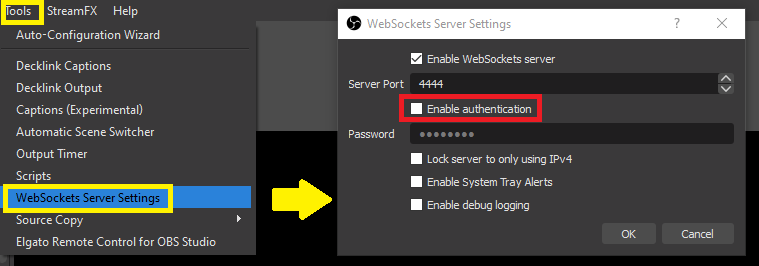 Tools StreamFX Help
Auto-Configuration Wizard
Decklink Captions
Decklink Output
Captions (Experimental)
Automatic Scene Switcher
Output Timer
Scripts
WebSockets Server Settings
Source Copy
Elgato Remote Control for OBS Studio
WebSockets Server Settings
Enable WebSockets server
Server Port 4444
Enable authentication
Password ●●●●●●●●
Lock server to only using IPv4
Enable System Tray Alerts
Enable debug logging
OK Cancel